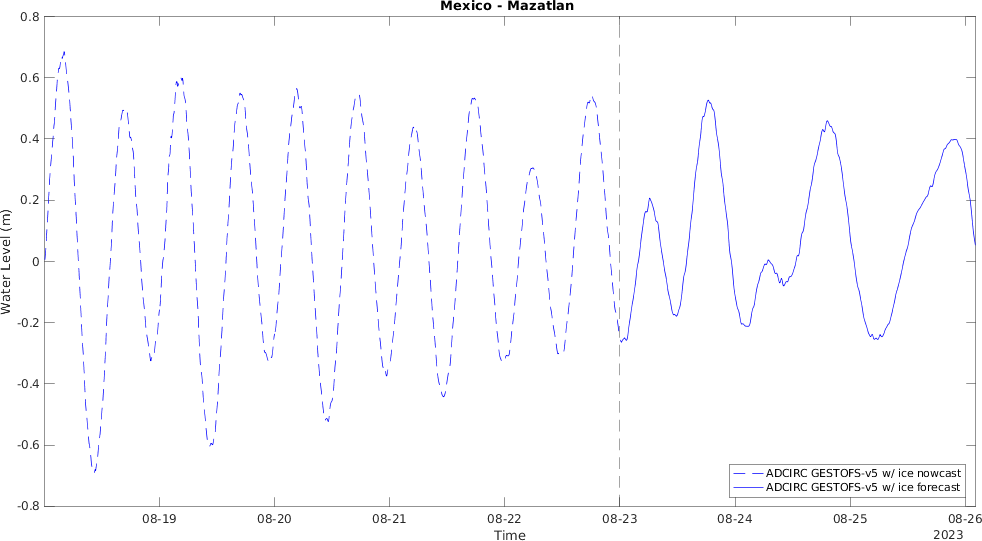 Mexico - Mazatlan
0.8
0.6
0.4
0.2
0
-0.2
-0.4
-0.6
-0.8
Water Level (m)
ADCIRC GESTOFS-v5 w/ ice nowcast
ADCIRC GESTOFS-v5 w/ ice forecast
08-19 08-20 08-21 08-22 08-23 08-24 08-25 08-26
Time
2023